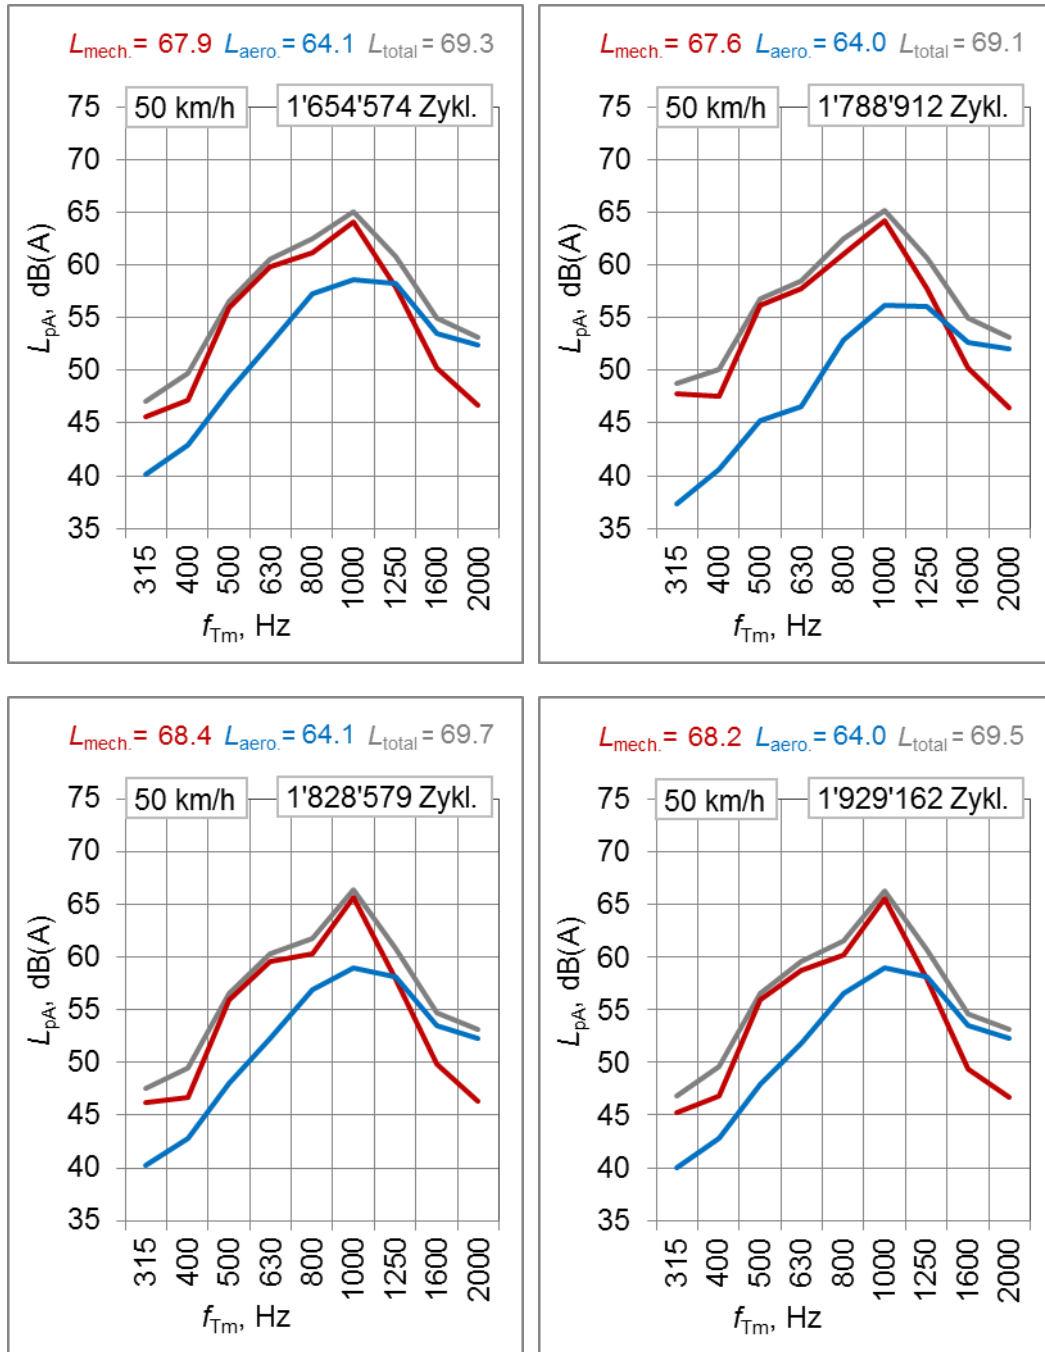 Lmech.= 67.9 Laero.= 64.1 Ltotal = 69.3
50 km/h 1'654'574 Zykl.
75
70
65
60
55
50
45
40
35
LpA, dB(A)
315 400 500 630 800 1000 1250 1600 2000
fTm, Hz
Lmech.= 67.6 Laero.= 64.0 Ltotal = 69.1
50 km/h 1'788'912 Zykl.
75
70
65
60
55
50
45
40
35
LpA, dB(A)
315 400 500 630 800 1000 1250 1600 2000
fTm, Hz
Lmech.= 68.4 Laero.= 64.1 Ltotal = 69.7
50 km/h 1'828'579 Zykl.
75
70
65
60
55
50
45
40
35
LpA, dB(A)
315 400 500 630 800 1000 1250 1600 2000
fTm, Hz
Lmech.= 68.2 Laero.= 64.0 Ltotal = 69.5
50 km/h 1'929'162 Zykl.
75
70
65
60
55
50
45
40
35
LpA, dB(A)
315 400 500 630 800 1000 1250 1600 2000
fTm, Hz